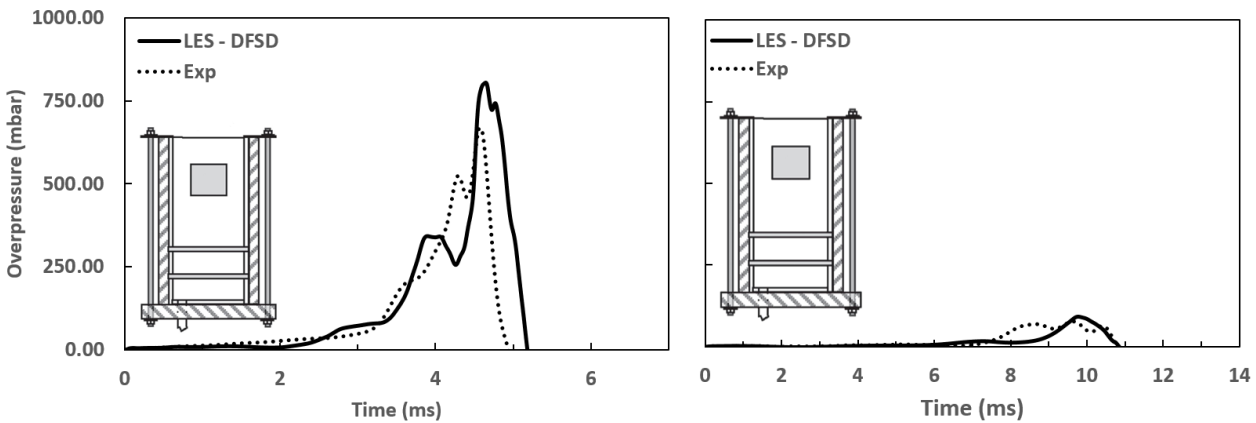 1000.00
LES - DFSD
Exp
750.00
500.00
250.00
0.00
Overpressure (mbar)
0 2 4 6
Time (ms)
LES - DFSD
Exp
0 2 4 6 8 10 12 14
Time (ms)